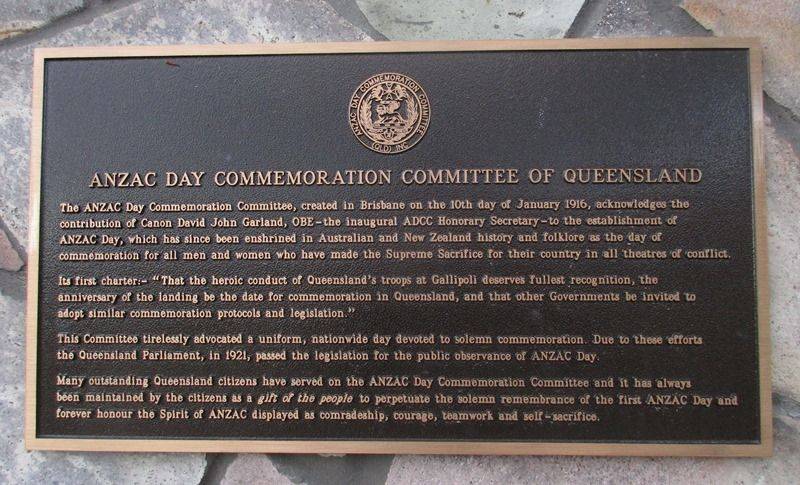 ANZAC DAY COMMEMORATION COMMITTEE
(QLD) INC
ANZAC DAY COMMEMORATION COMMITTEE OF QUEENSLAND
The ANZAC Day Commemoration Committee, created in Brisbane on the 10th day of January 1916, acknowledges the
contribution of Canon David John Garland, OBE-the inaugural ADCC Honorary Secretary-to the establishment of
ANZAC Day, which has since been enshrined in Australian and New Zealand history and folklore as the day of
commemoration for all men and women who have made the Supreme Sacrifice for their country in all theatres of conflict.
Its first charter:- "That the heroic conduct of Queensland's troops at Gallipoli deserves fullest recognition, the
anniversary of the landing be the date for commemoration in Queensland, and that other Governments be invited to
adopt similar commemoration protocols and legislation."
This Committee tirelessly advocated a uniform, nationwide day devoted to solemn commemoration. Due to these efforts
the Queensland Parliament, in 1921, passed the legislation for the public observance of ANZAC Day.
Many outstanding Queensland citizens have served on the ANZAC Day Commemoration Committee and it has always
been maintained by the citizens as a gift of the people to perpetuate the solemn remembrance of the first ANZAC Day and
forever honour the Spirit of ANZAC displayed as comradeship, courage, teamwork and self-sacrifice.